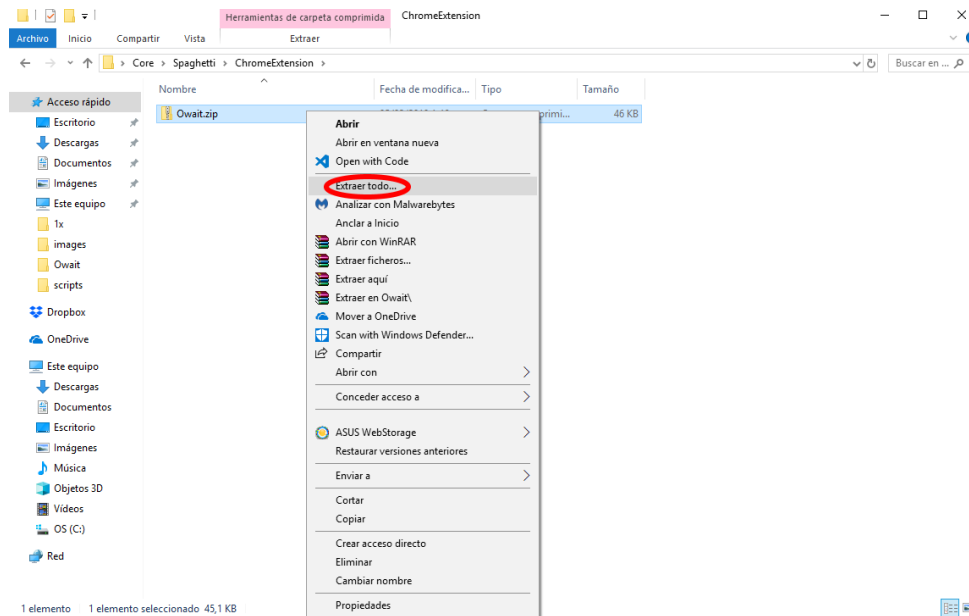 Herramientas de carpeta comprimida ChromeExtension
Archivo Inicio Compartir Vista Extraer
Core > Spaghetti > ChromeExtension > Buscar en ...
Nombre Fecha de modifica... Tipo Tamaño
Owait.zip 46 KB
Acceso rápido
Escritorio
Descargas
Documentos
Imágenes
Este equipo
1x
images
Owait
scripts
Dropbox
OneDrive
Este equipo
Descargas
Documentos
Escritorio
Imágenes
Música
Objetos 3D
Vídeos
OS (C:)
Red
Abrir
Abrir en ventana nueva
Open with Code
Extraer todo...
Analizar con Malwarebytes
Anclar a Inicio
Abrir con WinRAR
Extraer ficheros...
Extraer aquí
Extraer en Owait\
Mover a OneDrive
Scan with Windows Defender...
Compartir
Abrir con
Conceder acceso a
ASUS WebStorage
Restaurar versiones anteriores
Enviar a
Cortar
Copiar
Crear acceso directo
Eliminar
Cambiar nombre
Propiedades
1 elemento 1 elemento seleccionado 45,1 KB